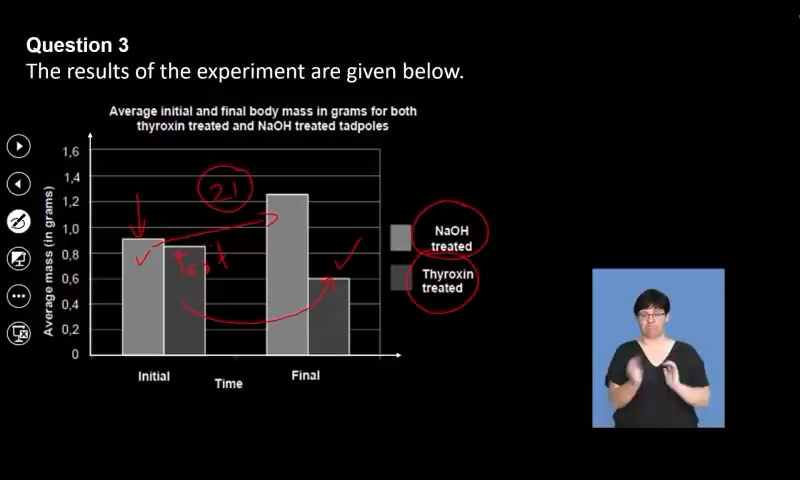 Question 3
The results of the experiment are given below.
Average initial and final body mass in grams for both
thyroxin treated and NaOH treated tadpoles
Average mass (in grams)
1,6
1,4
1,2
1,0
0,8
0,6
0,4
0,2
0
21
Test
NaOH
treated
Thyroxin
treated
Initial
Time
Final